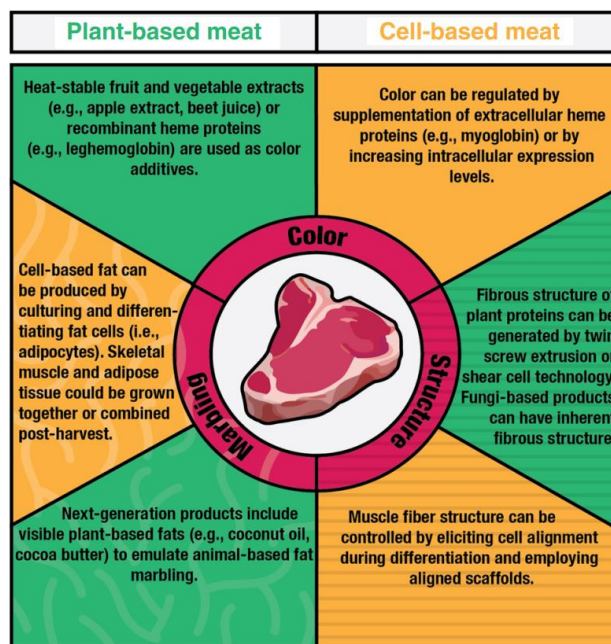 Plant-based meat
Cell-based meat
Heat-stable fruit and vegetable extracts
(e.g., apple extract, beet juice) or
recombinant heme proteins
(e.g., leghemoglobin) are used as color
additives.
Color can be regulated by
supplementation of extracellular heme
proteins (e.g., myoglobin) or by
increasing intracellular expression
levels.
Color
Cell-based fat can
be produced by
culturing and differen-
tiating fat cells (i.e.,
adipocytes). Skeletal
muscle and adipose
tissue could be grown
together or combined
post-harvest.
Marbling
Structure
Fibrous structure of
plant proteins can be
generated by twin
screw extrusion or
shear cell technology.
Fungi-based products
can have inherent
fibrous structure
Next-generation products include
visible plant-based fats (e.g., coconut oil,
cocoa butter) to emulate animal-based fat
marbling.
Muscle fiber structure can be
controlled by eliciting cell alignment
during differentiation and employing
aligned scaffolds.